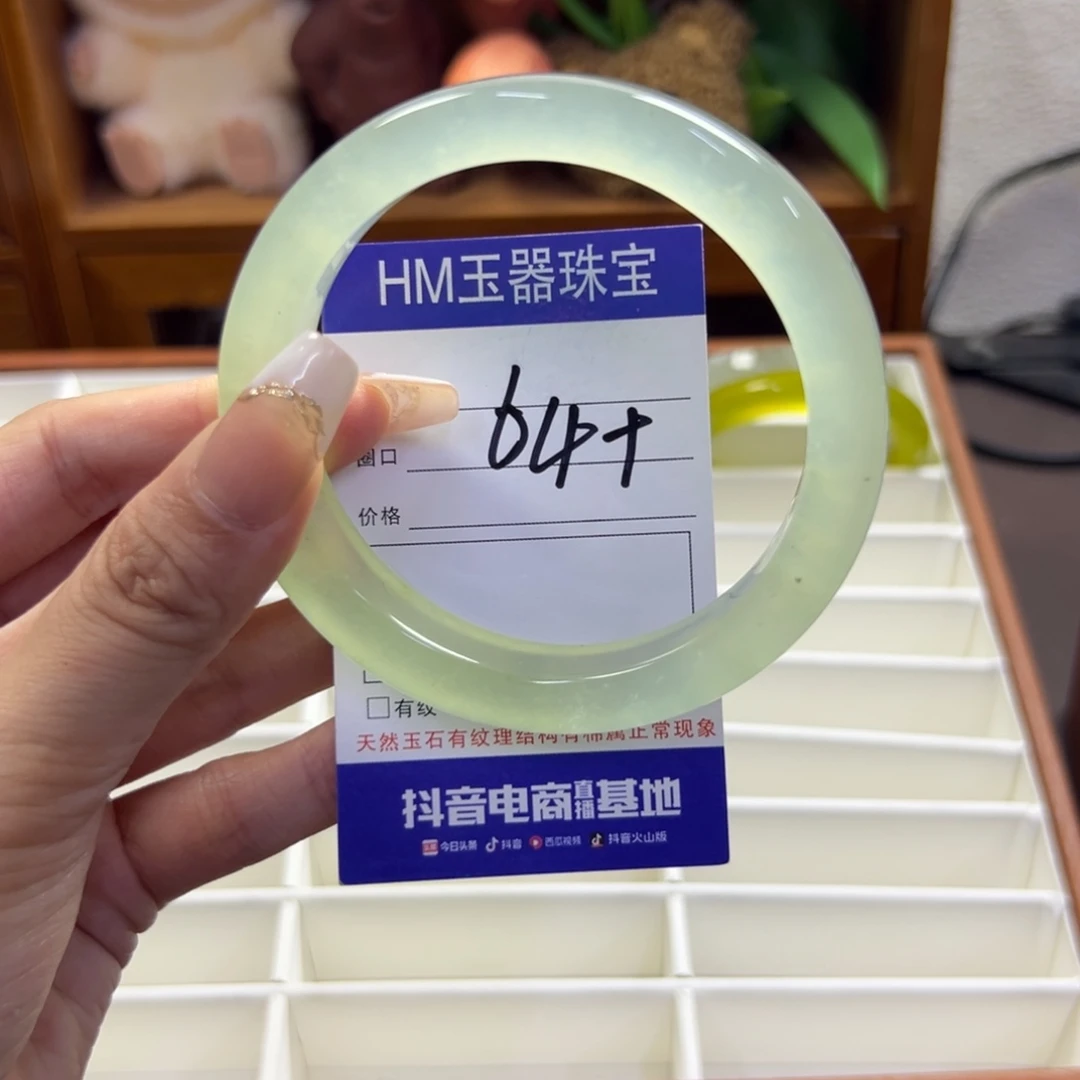 HM玉器珠宝
64+
圈口
价格
有纹
天然玉石有纹理结构有棉属正常现象
抖音电商直播基地
今日头条 抖音 西瓜视频 抖音火山版